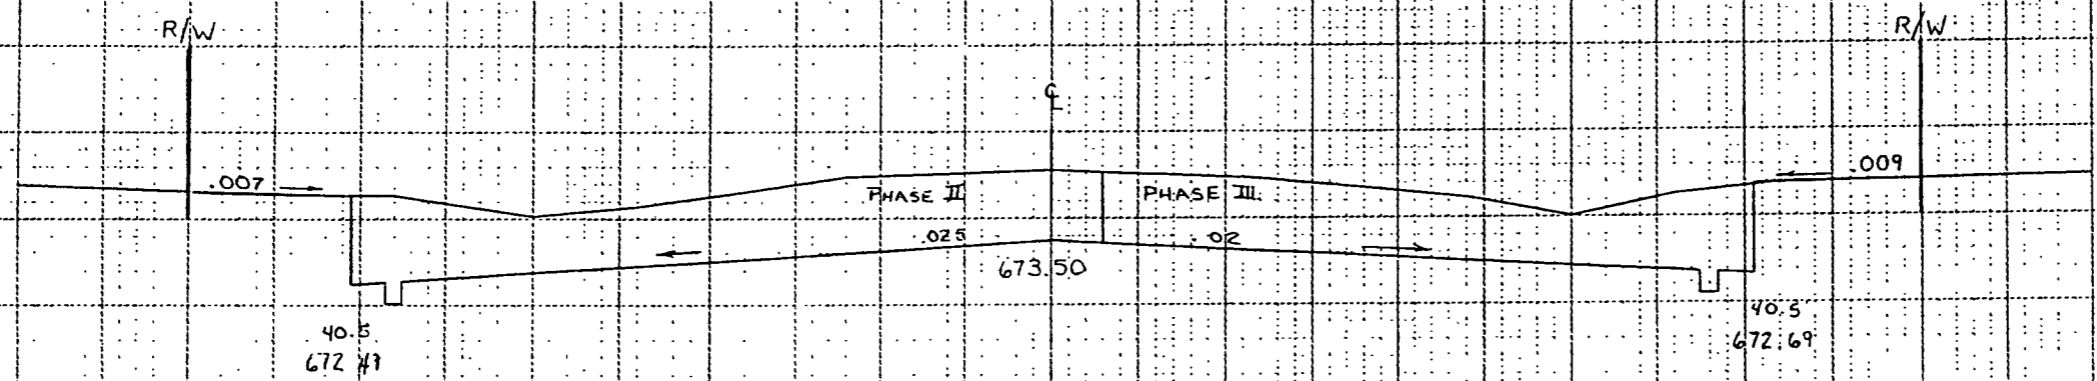 R/W
R/W
℄
.007
.009
PHASE II
PHASE III
.025
.02
673.50
40.5
40.5
672.69